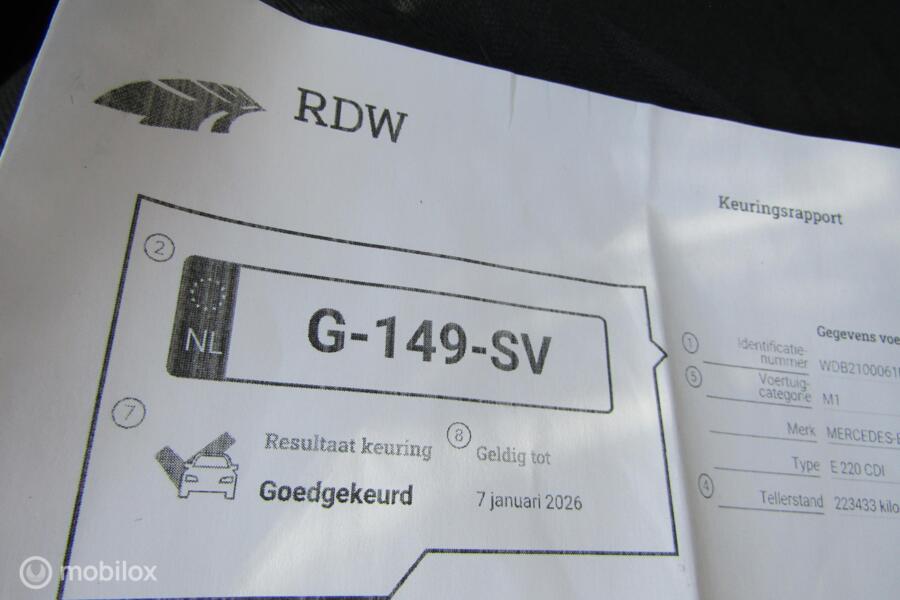 RDW
Keuringsrapport
2
NL
G-149-SV
7
Resultaat keuring
Goedgekeurd
8
Geldig tot
7 januari 2026
Gegevens
1 Identificatie-
nummer
5 Voertuig-
categorie M1
Merk
Type E 220 CDI
4 Tellerstand 223433
mobilox